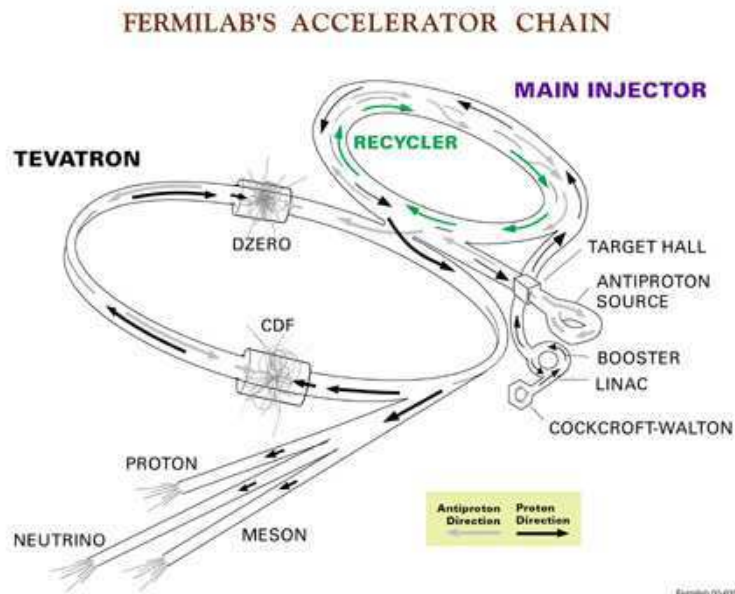 FERMILAB'S ACCELERATOR CHAIN
MAIN INJECTOR
RECYCLER
TEVATRON
DZERO
TARGET HALL
ANTIPROTON
SOURCE
CDF
BOOSTER
LINAC
COCKCROFT-WALTON
PROTON
NEUTRINO
MESON
Antiproton Proton
Direction Direction
Fermilab